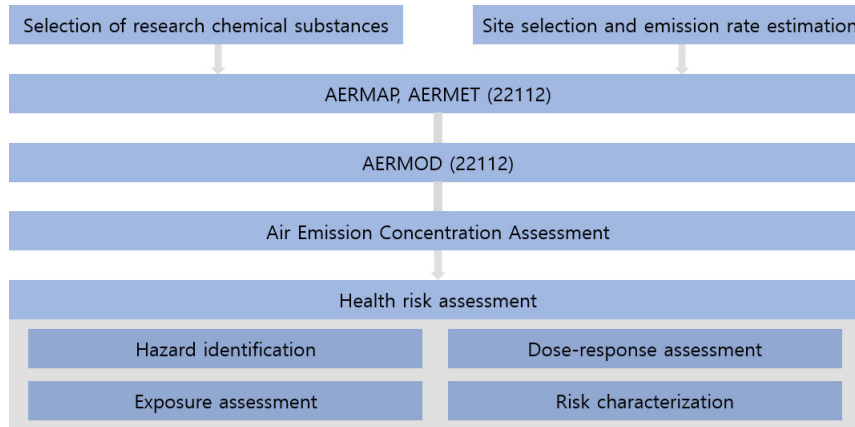 Selection of research chemical substances
Site selection and emission rate estimation
AERMAP, AERMET (22112)
AERMOD (22112)
Air Emission Concentration Assessment
Health risk assessment
Hazard identification
Dose-response assessment
Exposure assessment
Risk characterization